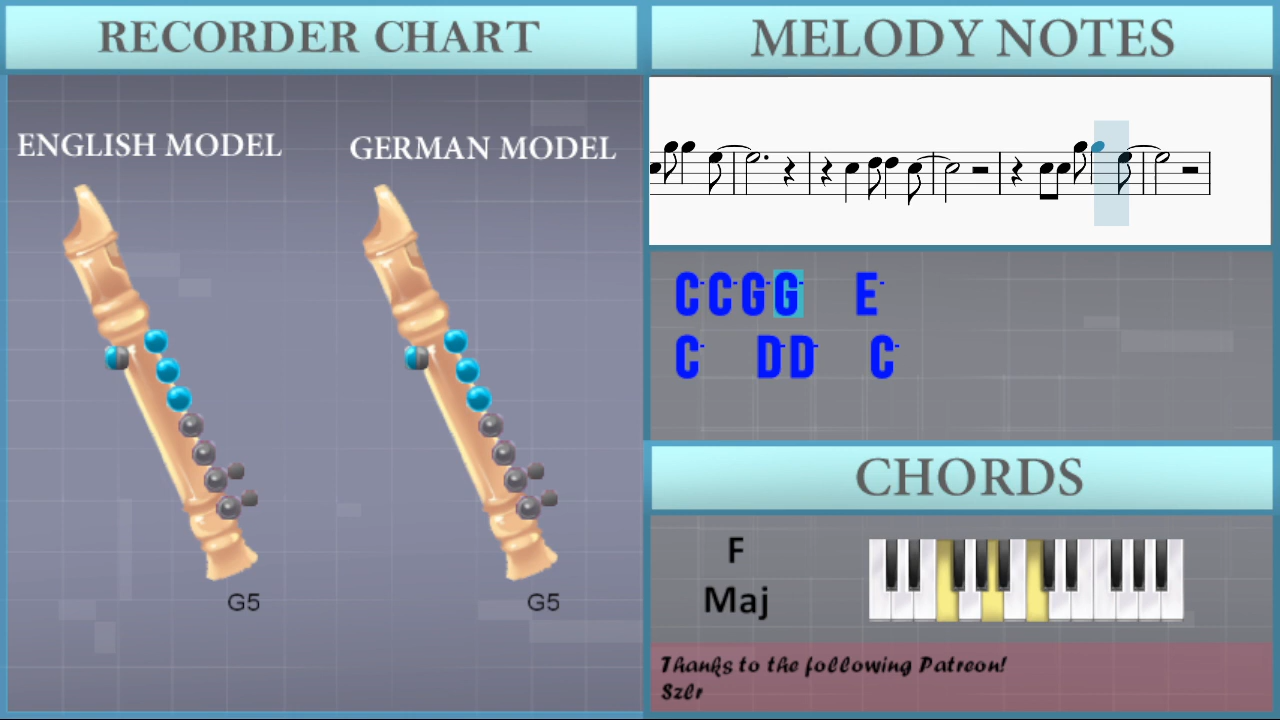 RECORDER CHART
ENGLISH MODEL
GERMAN MODEL
G5
G5
MELODY NOTES
C- C- G- G- E-
C- D- D- C-
CHORDS
F
Maj
Thanks to the following Patreon!
Szlr